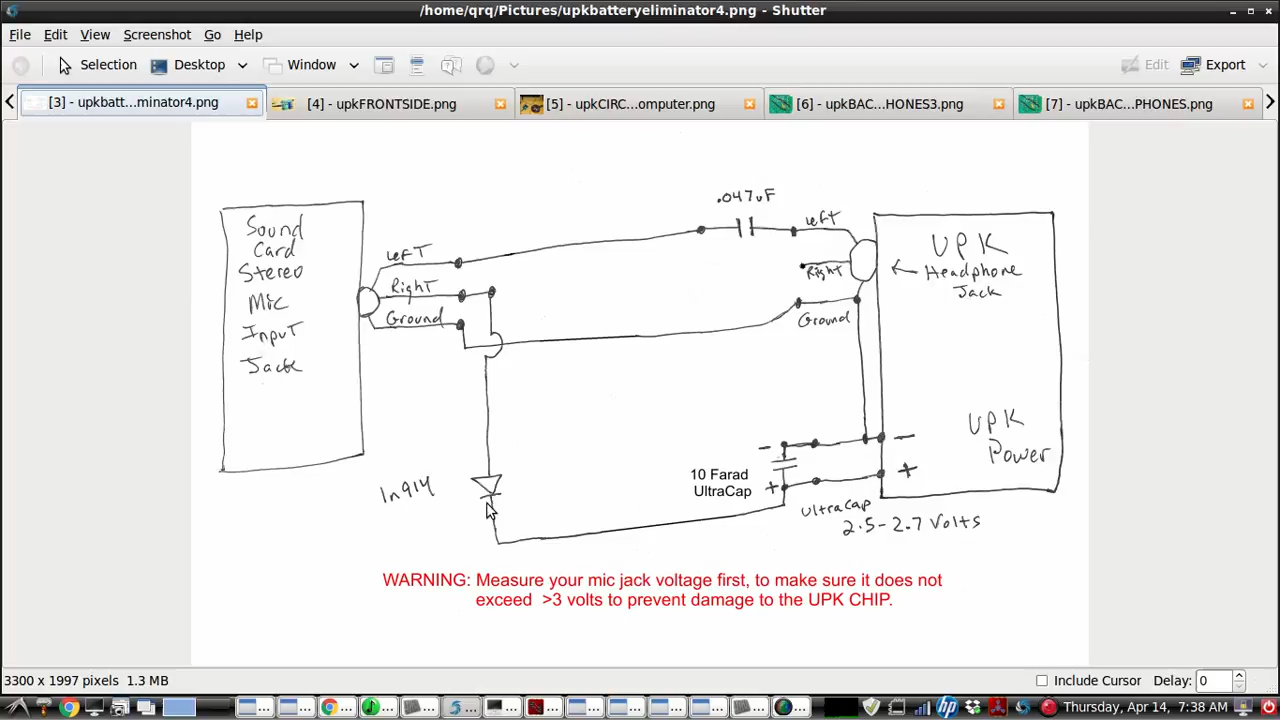 /home/qrq/Pictures/upkbatteryeliminator4.png - Shutter
File Edit View Screenshot Go Help
Selection Desktop Window Edit Export
[3] - upkbatt...minator4.png [4] - upkFRONTSIDE.png [5] - upkCIRC...omputer.png [6] - upkBAC...HONES3.png [7] - upkBAC...PHONES.png
.047uF
Sound
Card
Stereo
Mic
Input
Jack
Left
Right
Ground
Left
Right
Ground
UPK
Headphone
Jack
1n914
- -
10 Farad
UltraCap
+ +
UPK
Power
Ultracap
2.5-2.7 Volts
WARNING: Measure your mic jack voltage first, to make sure it does not
exceed >3 volts to prevent damage to the UPK CHIP.
3300 x 1997 pixels 1.3 MB
Include Cursor Delay: 0
Thursday, Apr 14, 7:38 AM